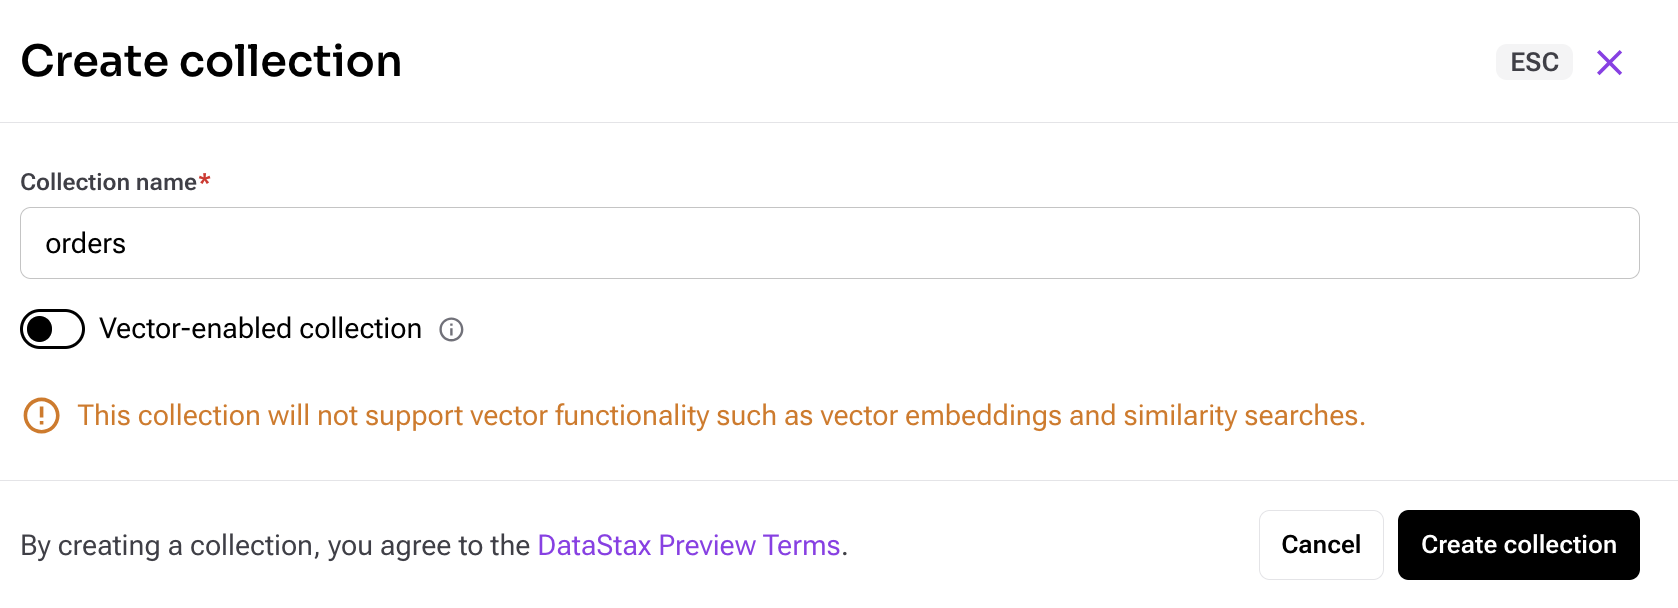 Create collection
ESC
Collection name*
orders
Vector-enabled collection
This collection will not support vector functionality such as vector embeddings and similarity searches.
By creating a collection, you agree to the DataStax Preview Terms.
Cancel
Create collection